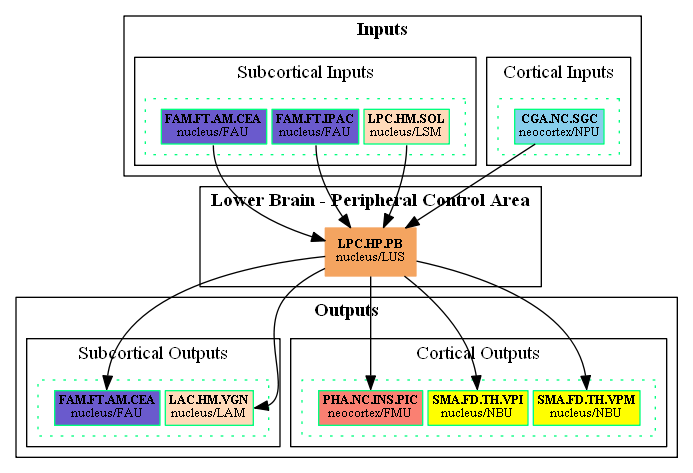 Inputs
Subcortical Inputs
Cortical Inputs
FAM.FT.AM.CEA
nucleus/FAU
FAM.FT.IPAC
nucleus/FAU
LPC.HM.SOL
nucleus/LSM
CGA.NC.SGC
neocortex/NPU
Lower Brain - Peripheral Control Area
LPC.HP.PB
nucleus/LUS
Outputs
Subcortical Outputs
Cortical Outputs
FAM.FT.AM.CEA
nucleus/FAU
LAC.HM.VGN
nucleus/LAM
PHA.NC.INS.PIC
neocortex/FMU
SMA.FD.TH.VPI
nucleus/NBU
SMA.FD.TH.VPM
nucleus/NBU